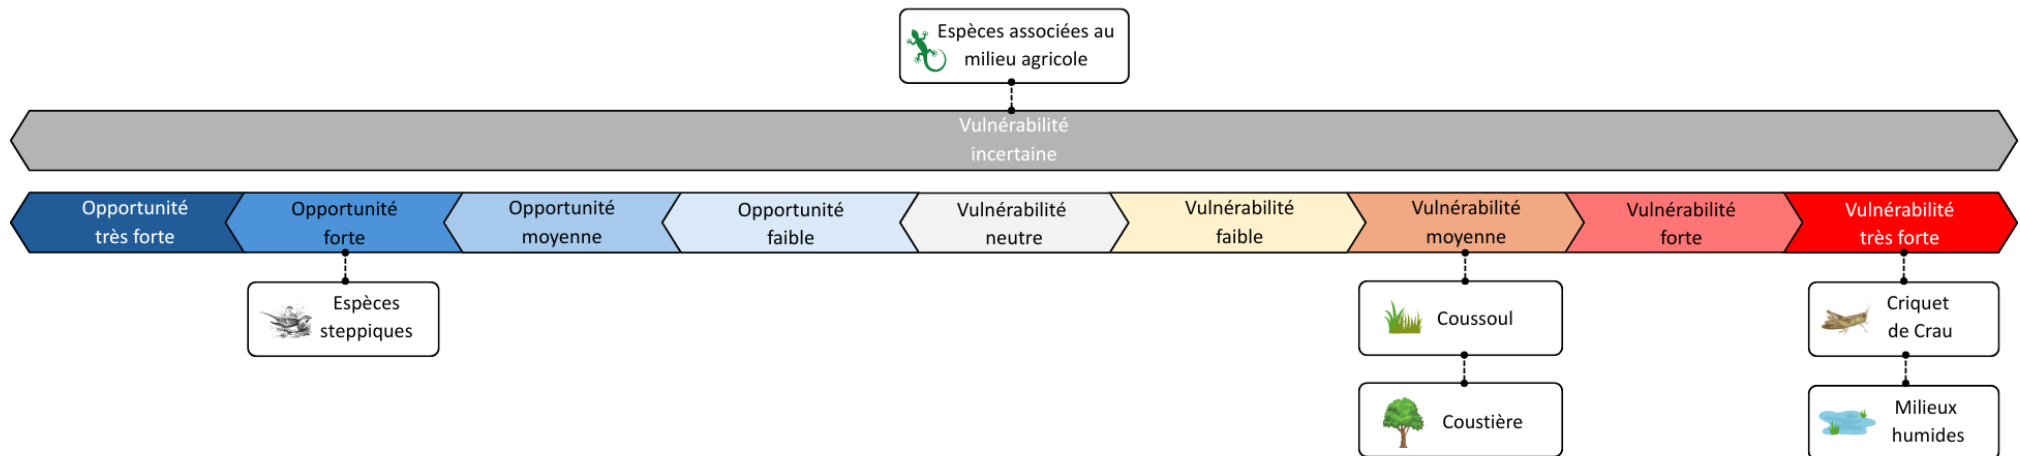 Espèces associées au
milieu agricole
Vulnérabilité
incertaine
Opportunité
très forte
Opportunité
forte
Opportunité
moyenne
Opportunité
faible
Vulnérabilité
neutre
Vulnérabilité
faible
Vulnérabilité
moyenne
Vulnérabilité
forte
Vulnérabilité
très forte
Espèces
steppiques
Coussoul
Criquet
de Crau
Coustière
Milieux
humides